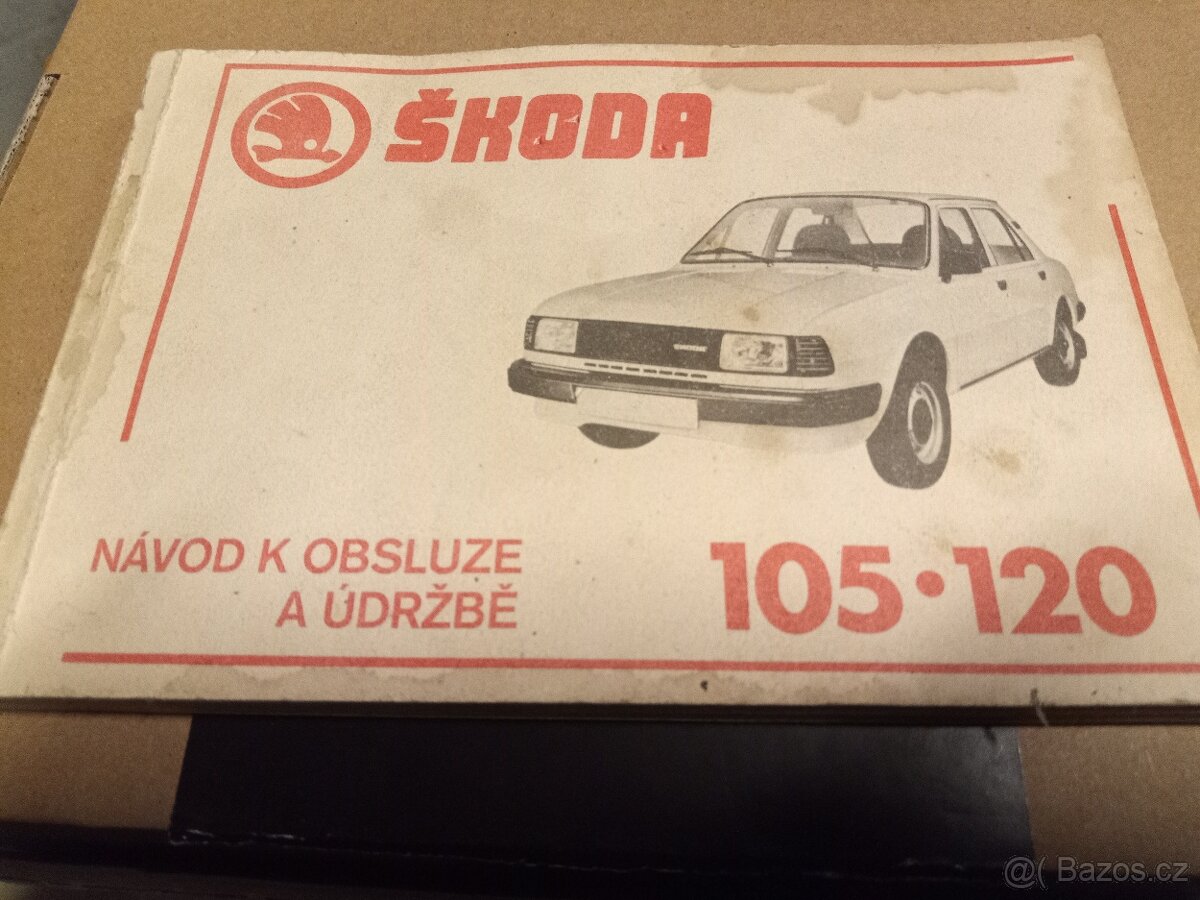 ŠKODA
NÁVOD K OBSLUZE
A ÚDRŽBĚ
105·120
@( Bazos.cz